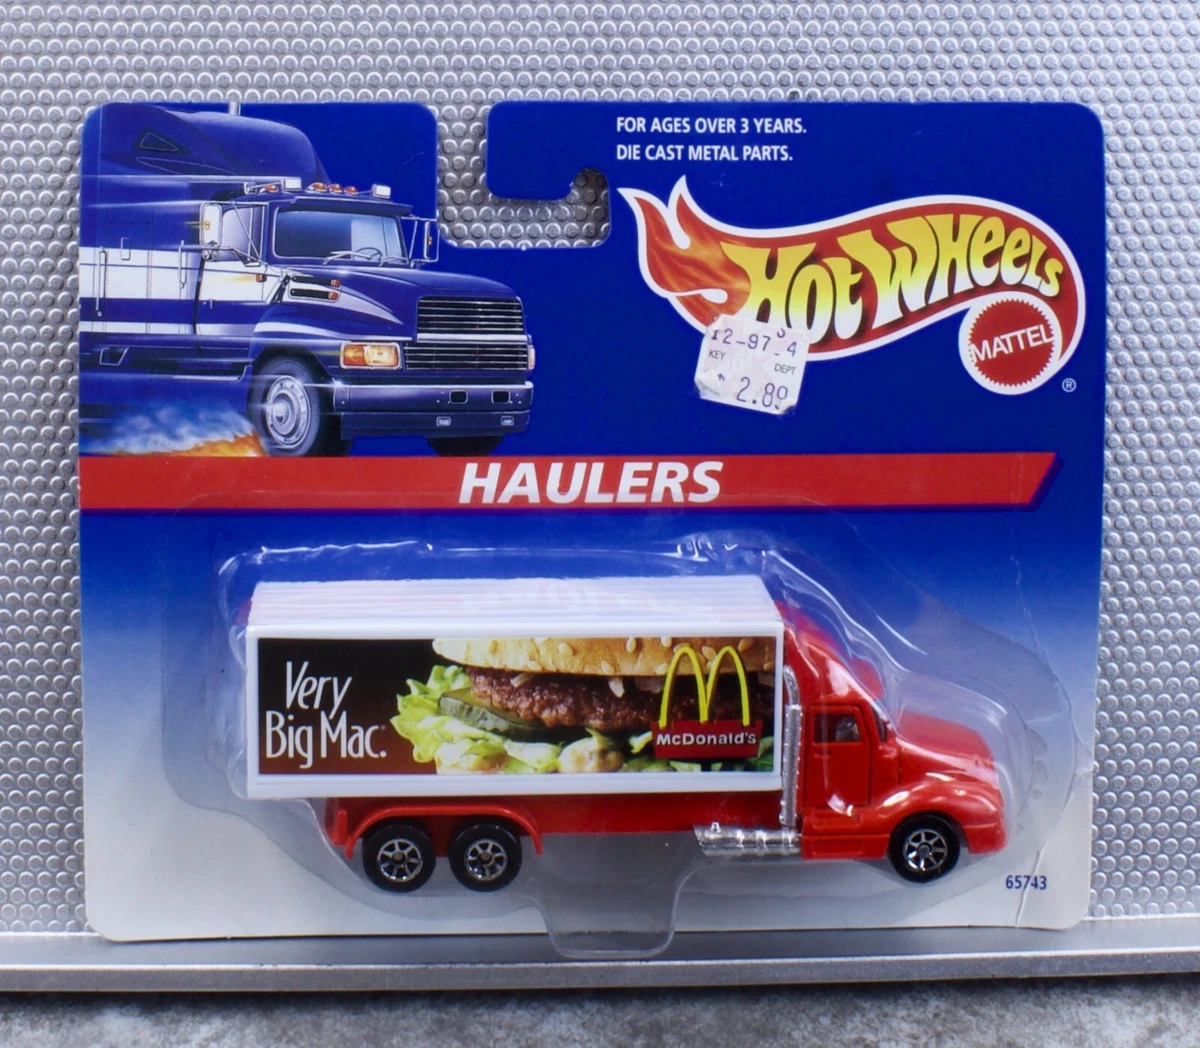 FOR AGES OVER 3 YEARS.
DIE CAST METAL PARTS.
HOT WHEELS
MATTEL
®
12-97 4
KEY DEPT
2.89
HAULERS
Very
Big Mac.
McDonald's
65743